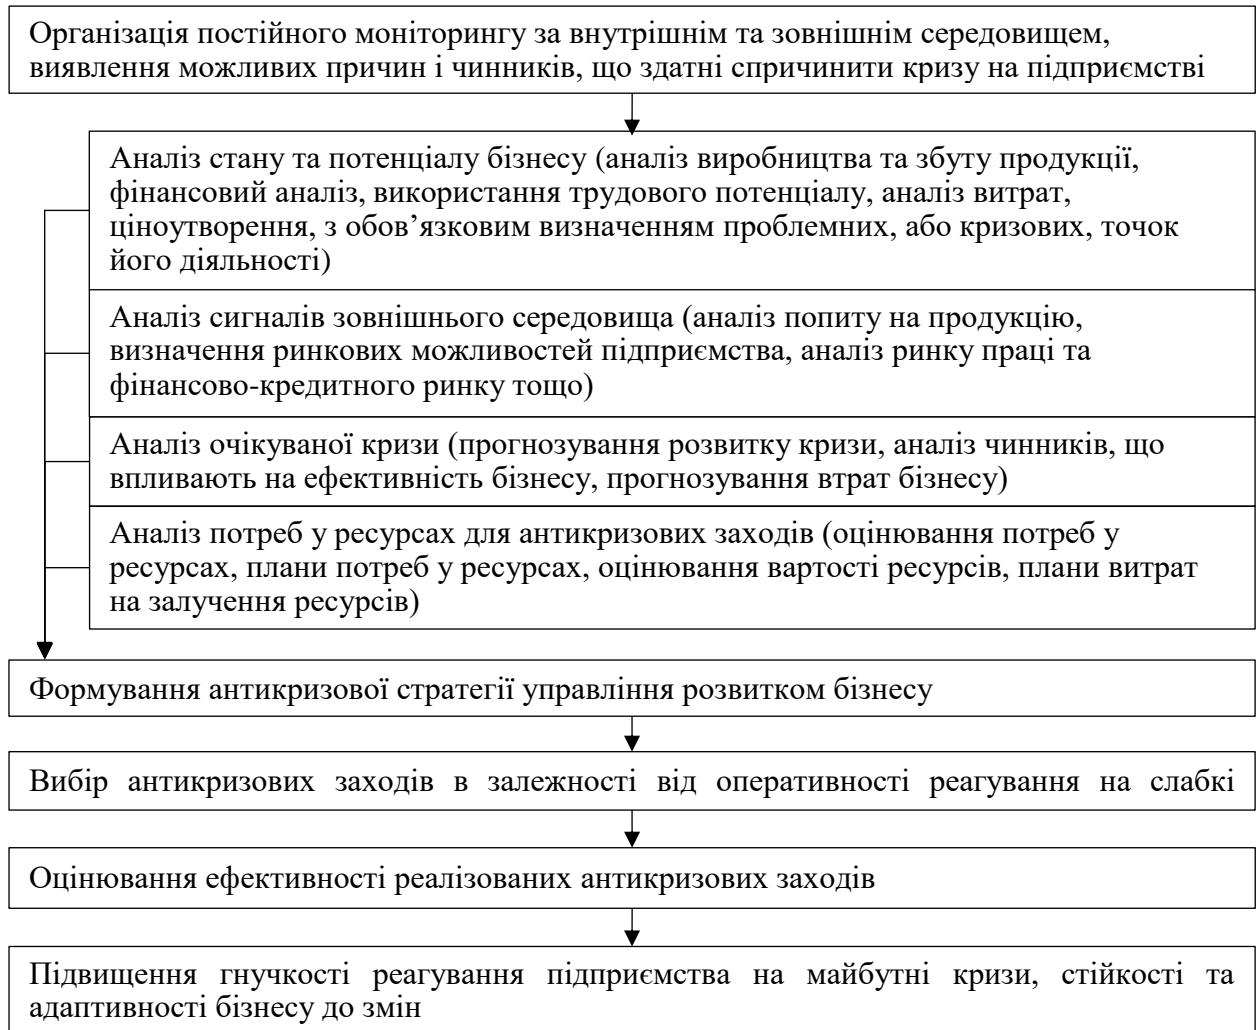 Організація постійного моніторингу за внутрішнім та зовнішнім середовищем,
виявлення можливих причин і чинників, що здатні спричинити кризу на підприємстві
Аналіз стану та потенціалу бізнесу (аналіз виробництва та збуту продукції,
фінансовий аналіз, використання трудового потенціалу, аналіз витрат,
ціноутворення, з обов’язковим визначенням проблемних, або кризових, точок
його діяльності)
Аналіз сигналів зовнішнього середовища (аналіз попиту на продукцію,
визначення ринкових можливостей підприємства, аналіз ринку праці та
фінансово-кредитного ринку тощо)
Аналіз очікуваної кризи (прогнозування розвитку кризи, аналіз чинників, що
впливають на ефективність бізнесу, прогнозування втрат бізнесу)
Аналіз потреб у ресурсах для антикризових заходів (оцінювання потреб у
ресурсах, плани потреб у ресурсах, оцінювання вартості ресурсів, плани витрат
на залучення ресурсів)
Формування антикризової стратегії управління розвитком бізнесу
Вибір антикризових заходів в залежності від оперативності реагування на слабкі
Оцінювання ефективності реалізованих антикризових заходів
Підвищення гнучкості реагування підприємства на майбутні кризи, стійкості та
адаптивності бізнесу до змін